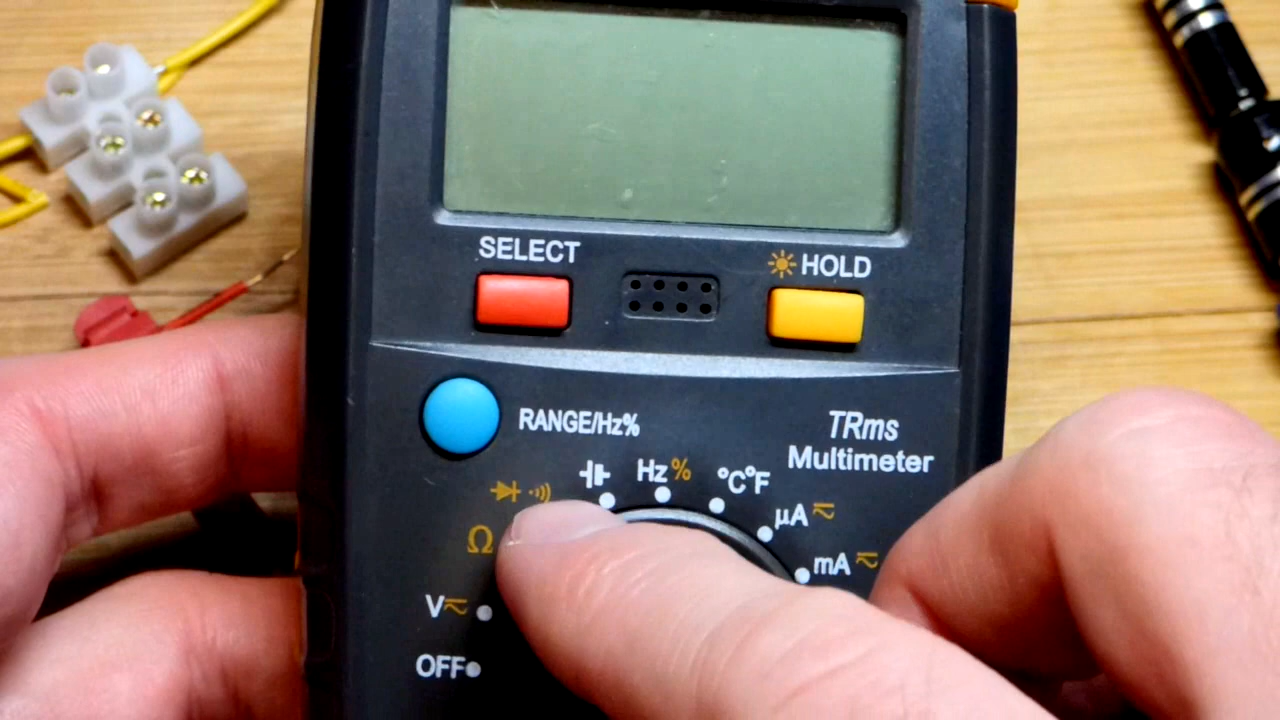 SELECT
HOLD
RANGE/Hz%
TRms
Multimeter
Hz%
°C°F
µA
Ω
mA
V
OFF